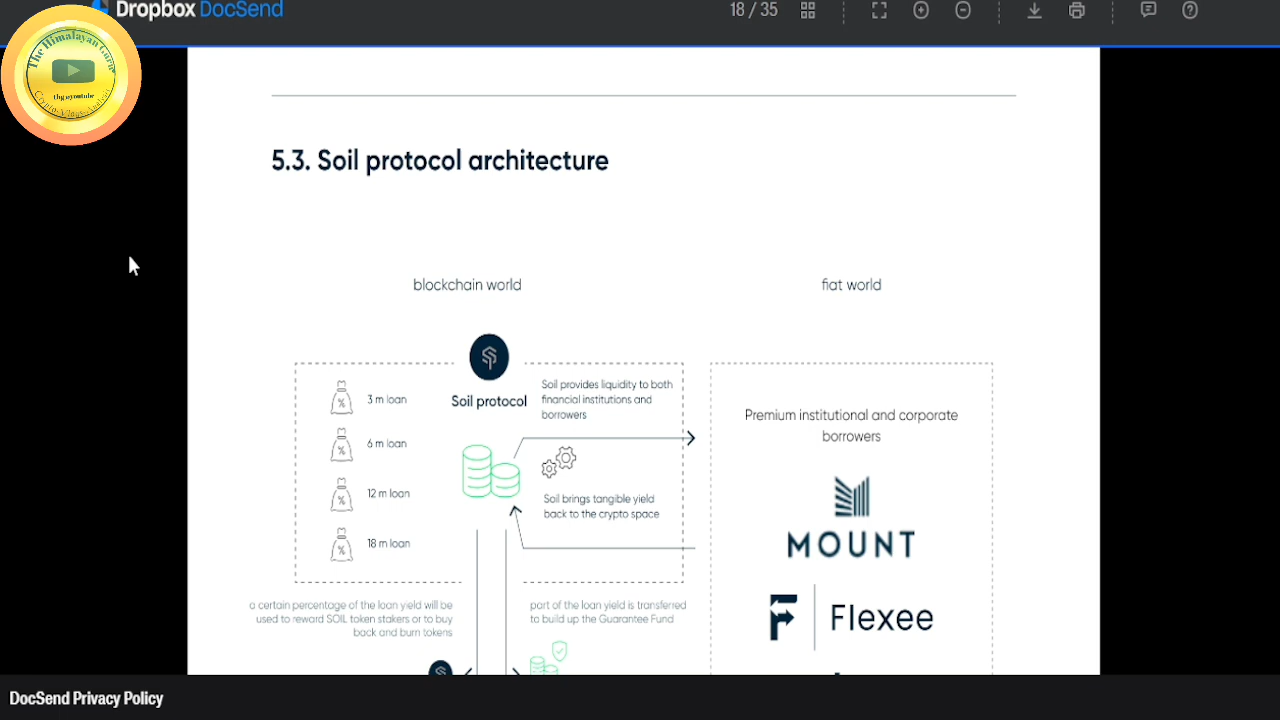 Dropbox DocSend
18 / 35
The Himalayan Guru
thgyoutube
5.3. Soil protocol architecture
blockchain world
fiat world
Soil protocol
3 m loan
6 m loan
12 m loan
18 m loan
Soil provides liquidity to both
financial institutions and
borrowers
Soil brings tangible yield
back to the crypto space
Premium institutional and corporate
borrowers
MOUNT
Flexee
a certain percentage of the loan yield will be
used to reward SOIL token stakers or to buy
back and burn tokens
part of the loan yield is transferred
to build up the Guarantee Fund
DocSend Privacy Policy